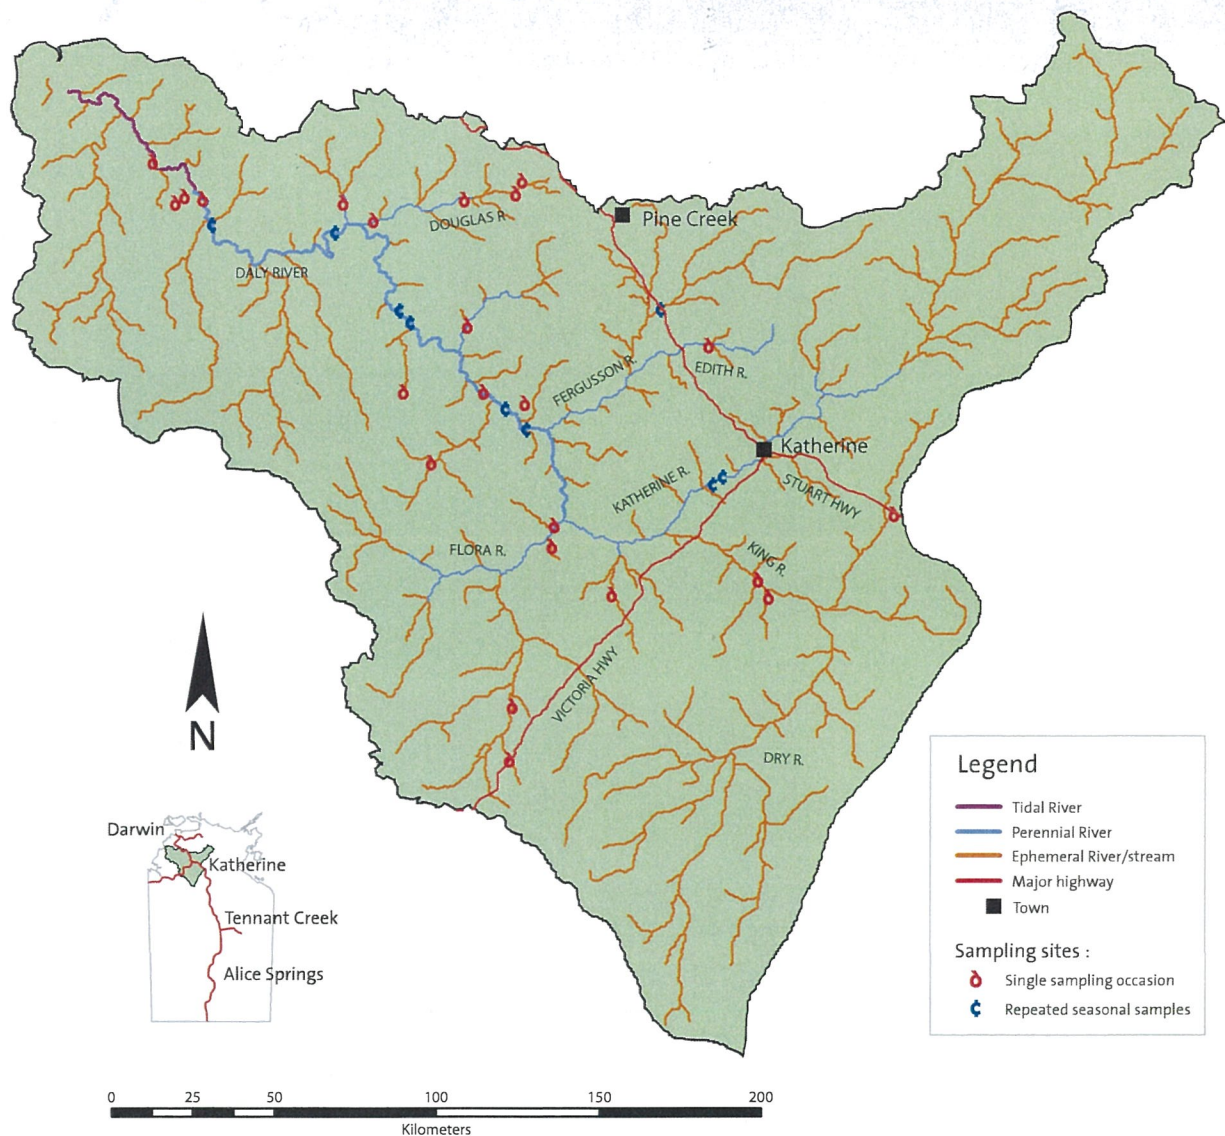 Pine Creek
DOUGLAS R.
DALY RIVER
FERGUSSON R.
EDITH R.
Katherine
KATHERINE R.
STUART HWY
FLORA R.
KING R.
VICTORIA HWY
DRY R.
N
Darwin
Katherine
Tennant Creek
Alice Springs
Legend
Tidal River
Perennial River
Ephemeral River/stream
Major highway
Town
Sampling sites :
Single sampling occasion
Repeated seasonal samples
0 25 50 100 150 200
Kilometers